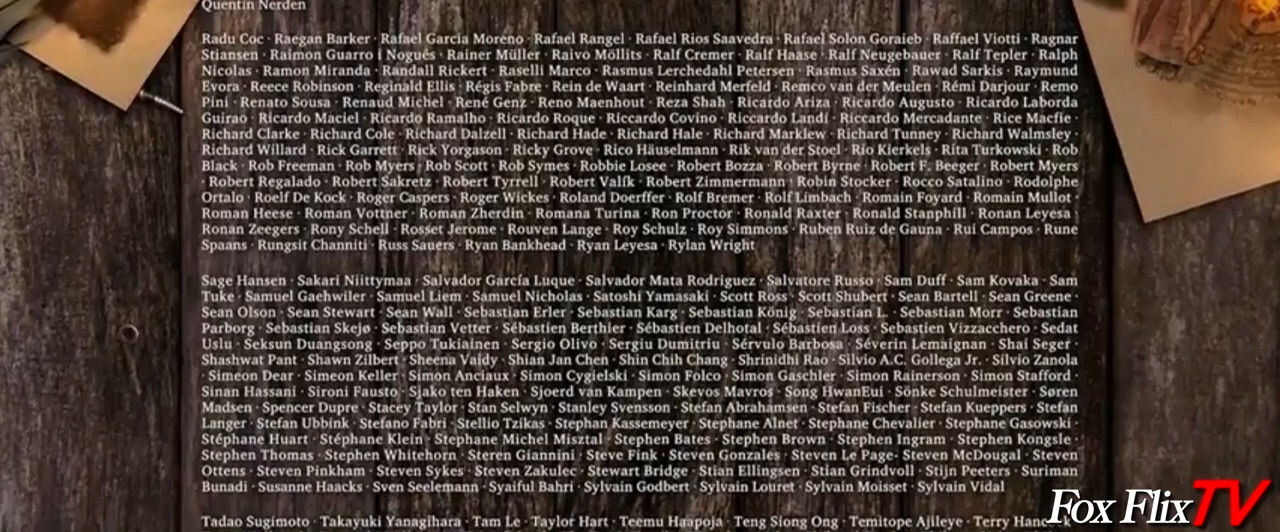 Quentin Nerden
Radu Coc · Raegan Barker · Rafael Garcia Moreno · Rafael Rangel · Rafael Rios Saavedra · Rafael Solon Goraieb · Raffael Viotti · Ragnar
Stiansen · Raimon Guarro i Nogués · Rainer Müller · Raivo Möllits · Ralf Cremer · Ralf Haase · Ralf Neugebauer · Ralf Tepler · Ralph
Nicolas · Ramon Miranda · Randall Rickert · Raselli Marco · Rasmus Lerchedahl Petersen · Rasmus Saxén · Rawad Sarkis · Raymund
Evora · Reece Robinson · Reginald Ellis · Régis Fabre · Rein de Waart · Reinhard Merfeld · Remco van der Meulen · Rémi Darjour · Remo
Pini · Renato Sousa · Renaud Michel · René Genz · Reno Maenhout · Reza Shah · Ricardo Ariza · Ricardo Augusto · Ricardo Laborda
Guirao · Ricardo Maciel · Ricardo Ramalho · Ricardo Roque · Riccardo Covino · Riccardo Landi · Riccardo Mercadante · Rice Macfie ·
Richard Clarke · Richard Cole · Richard Dalzell · Richard Hade · Richard Hale · Richard Marklew · Richard Tunney · Richard Walmsley ·
Richard Willard · Rick Garrett · Rick Yorgason · Ricky Grove · Rico Häuselmann · Rik van der Stoel · Rio Kierkels · Rita Turkowski · Rob
Black · Rob Freeman · Rob Myers · Rob Scott · Rob Symes · Robbie Losee · Robert Bozza · Robert Byrne · Robert F. Beeger · Robert Myers
· Robert Regalado · Robert Sakretz · Robert Tyrrell · Robert Valík · Robert Zimmermann · Robin Stocker · Rocco Satalino · Rodolphe
Ortalo · Roelf De Kock · Roger Caspers · Roger Wickes · Roland Doerffer · Rolf Bremer · Rolf Limbach · Romain Foyard · Romain Mullot ·
Roman Heese · Roman Vottner · Roman Zherdin · Romana Turina · Ron Proctor · Ronald Raxter · Ronald Stanphill · Ronan Leyesa ·
Ronan Zeegers · Rony Schell · Rosset Jerome · Rouven Lange · Roy Schulz · Roy Simmons · Ruben Ruiz de Gauna · Rui Campos · Rune
Spaans · Rungsit Channiti · Russ Sauers · Ryan Bankhead · Ryan Leyesa · Rylan Wright
Sage Hansen · Sakari Niittymaa · Salvador García Luque · Salvador Mata Rodriguez · Salvatore Russo · Sam Duff · Sam Kovaka · Sam
Tuke · Samuel Gaehwiler · Samuel Liem · Samuel Nicholas · Satoshi Yamasaki · Scott Ross · Scott Shubert · Sean Bartell · Sean Greene ·
Sean Olson · Sean Stewart · Sean Wall · Sebastian Erler · Sebastian Karg · Sebastian König · Sebastian L. · Sebastian Morr · Sebastian
Parborg · Sebastian Skejø · Sebastian Vetter · Sébastien Berthier · Sébastien Delhotal · Sébastien Loss · Sebastien Vizzacchero · Sedat
Uslu · Seksun Duangsong · Seppo Tukiainen · Sergio Olivo · Sergiu Dumitriu · Sérvulo Barbosa · Séverin Lemaignan · Shai Seger ·
Shashwat Pant · Shawn Zilbert · Sheena Vaidy · Shian Jan Chen · Shin Chih Chang · Shrinidhi Rao · Silvio A.C. Gollega Jr. · Silvio Zanola
· Simeon Dear · Simeon Keller · Simon Anciaux · Simon Cygielski · Simon Folco · Simon Gaschler · Simon Rainerson · Simon Stafford ·
Sinan Hassani · Sironi Fausto · Sjako ten Haken · Sjoerd van Kampen · Skevos Mavros · Song HwanEui · Sönke Schulmeister · Søren
Madsen · Spencer Dupre · Stacey Taylor · Stan Selwyn · Stanley Svensson · Stefan Abrahamsen · Stefan Fischer · Stefan Kueppers · Stefan
Langer · Stefan Ubbink · Stefano Fabri · Stellio Tzikas · Stephan Kassemeyer · Stephane Alnet · Stephane Chevalier · Stephane Gasowski ·
Stéphane Huart · Stéphane Klein · Stephane Michel Misztal · Stephen Bates · Stephen Brown · Stephen Ingram · Stephen Kongsle ·
Stephen Thomas · Stephen Whitehorn · Steren Giannini · Steve Fink · Steven Gonzales · Steven Le Page · Steven McDougal · Steven
Ottens · Steven Pinkham · Steven Sykes · Steven Zakulec · Stewart Bridge · Stian Ellingsen · Stian Grindvoll · Stijn Peeters · Suriman
Bunadi · Susanne Haacks · Sven Seelemann · Syaiful Bahri · Sylvain Godbert · Sylvain Louret · Sylvain Moisset · Sylvain Vidal
Tadao Sugimoto · Takayuki Yanagihara · Tam Le · Taylor Hart · Teemu Haapoja · Teng Siong Ong · Temitope Ajileye · Terry
Fox Flix TV